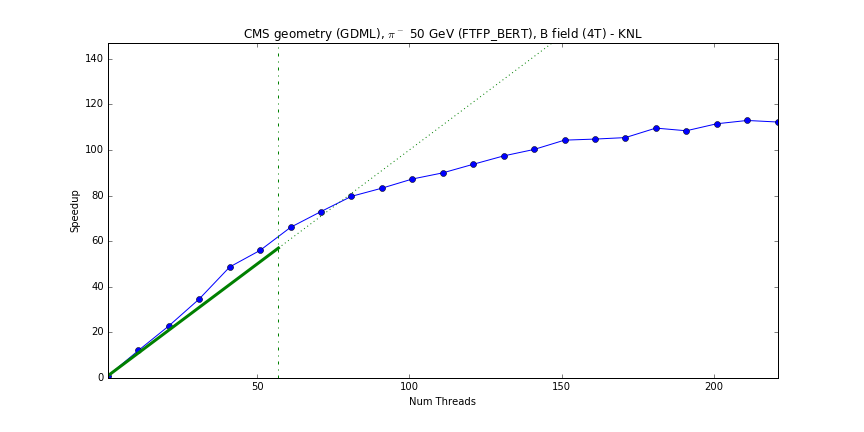 CMS geometry (GDML), π⁻ 50 GeV (FTFP_BERT), B field (4T) - KNL
140
120
100
80
60
40
20
0
Speedup
50 100 150 200
Num Threads